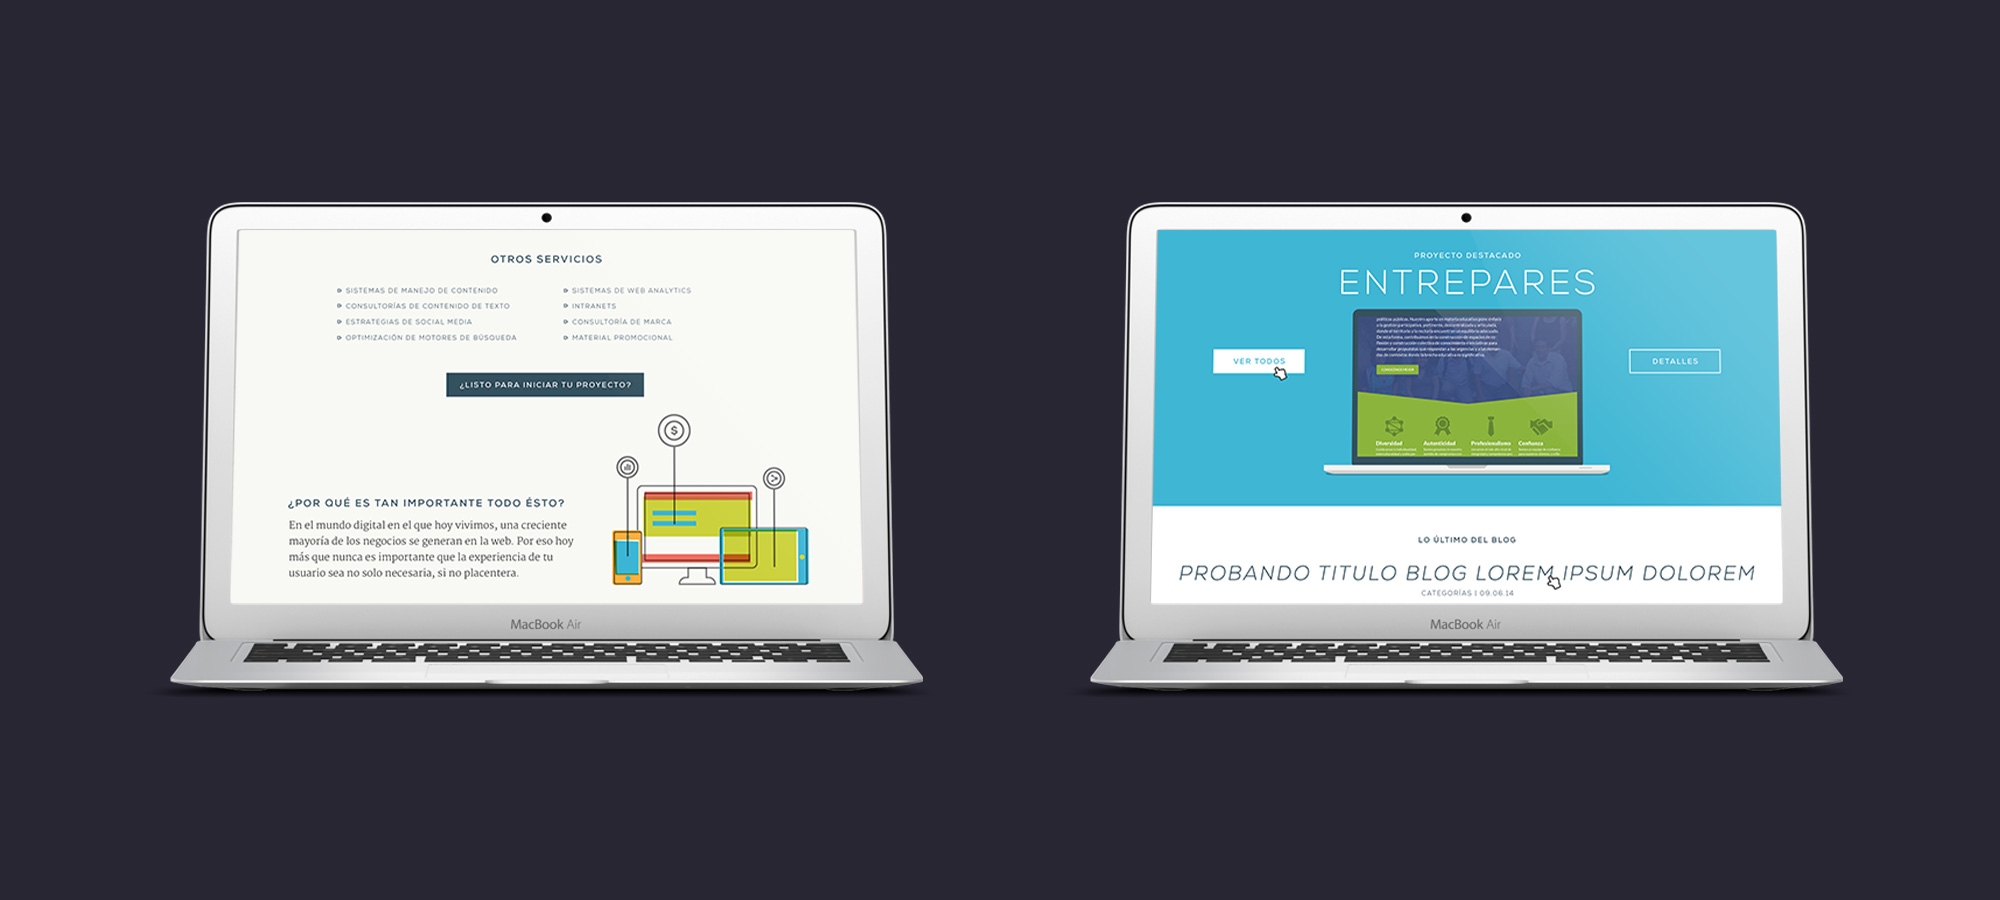 OTROS SERVICIOS
SISTEMAS DE MANEJO DE CONTENIDO
CONSULTORÍAS DE CONTENIDO DE TEXTO
ESTRATEGIAS DE SOCIAL MEDIA
OPTIMIZACIÓN DE MOTORES DE BÚSQUEDA
SISTEMAS DE WEB ANALYTICS
INTRANETS
CONSULTORÍA DE MARCA
MATERIAL PROMOCIONAL
¿LISTO PARA INICIAR TU PROYECTO?
$
¿POR QUÉ ES TAN IMPORTANTE TODO ÉSTO?
En el mundo digital en el que hoy vivimos, una creciente
mayoría de los negocios se generan en la web. Por eso hoy
más que nunca es importante que la experiencia de tu
usuario sea no solo necesaria, si no placentera.
MacBook Air
PROYECTO DESTACADO
ENTREPARES
VER TODOS
DETALLES
Diversidad
Autenticidad
Profesionalismo
Confianza
LO ÚLTIMO DEL BLOG
PROBANDO TITULO BLOG LOREM IPSUM DOLOREM
CATEGORÍAS | 09.06.14
MacBook Air